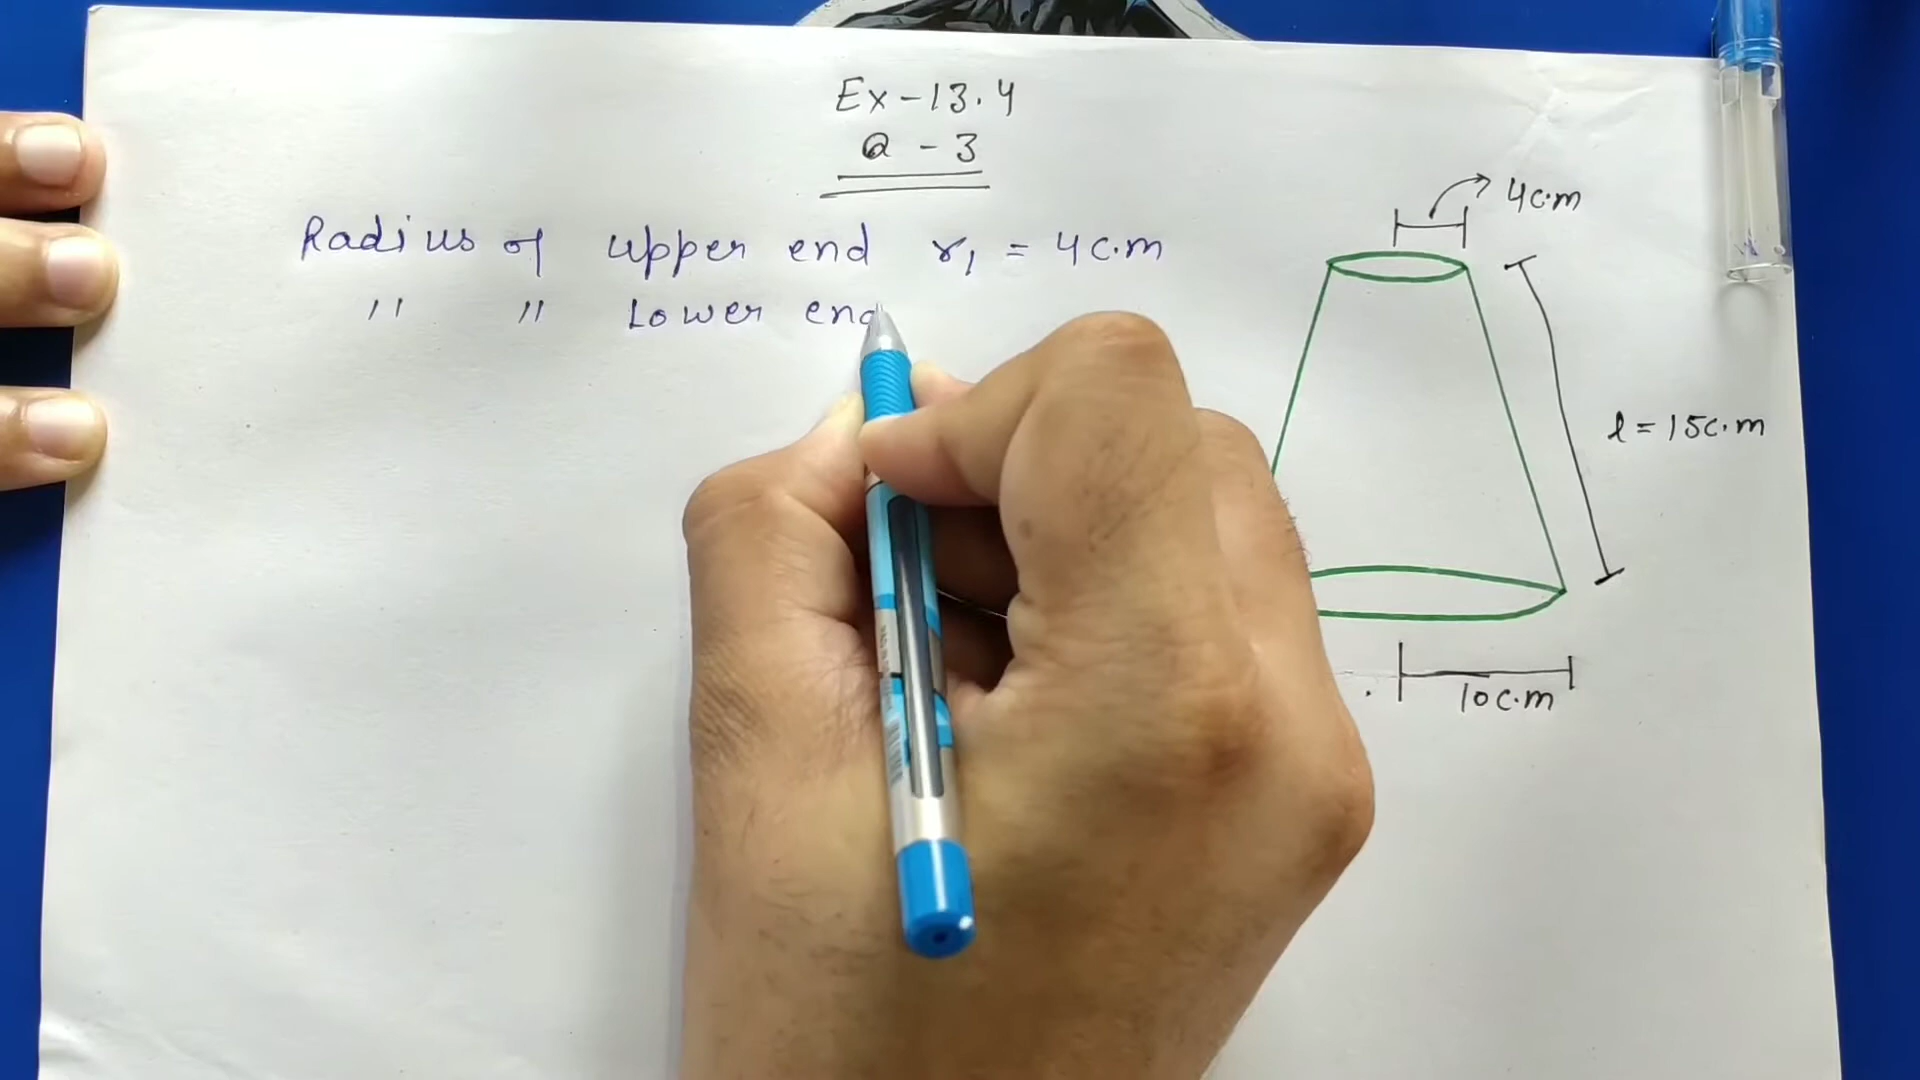 Ex-13.4
Q - 3
Radius of upper end r₁ = 4c.m
" " Lower end
4c.m
l = 15c.m
10c.m